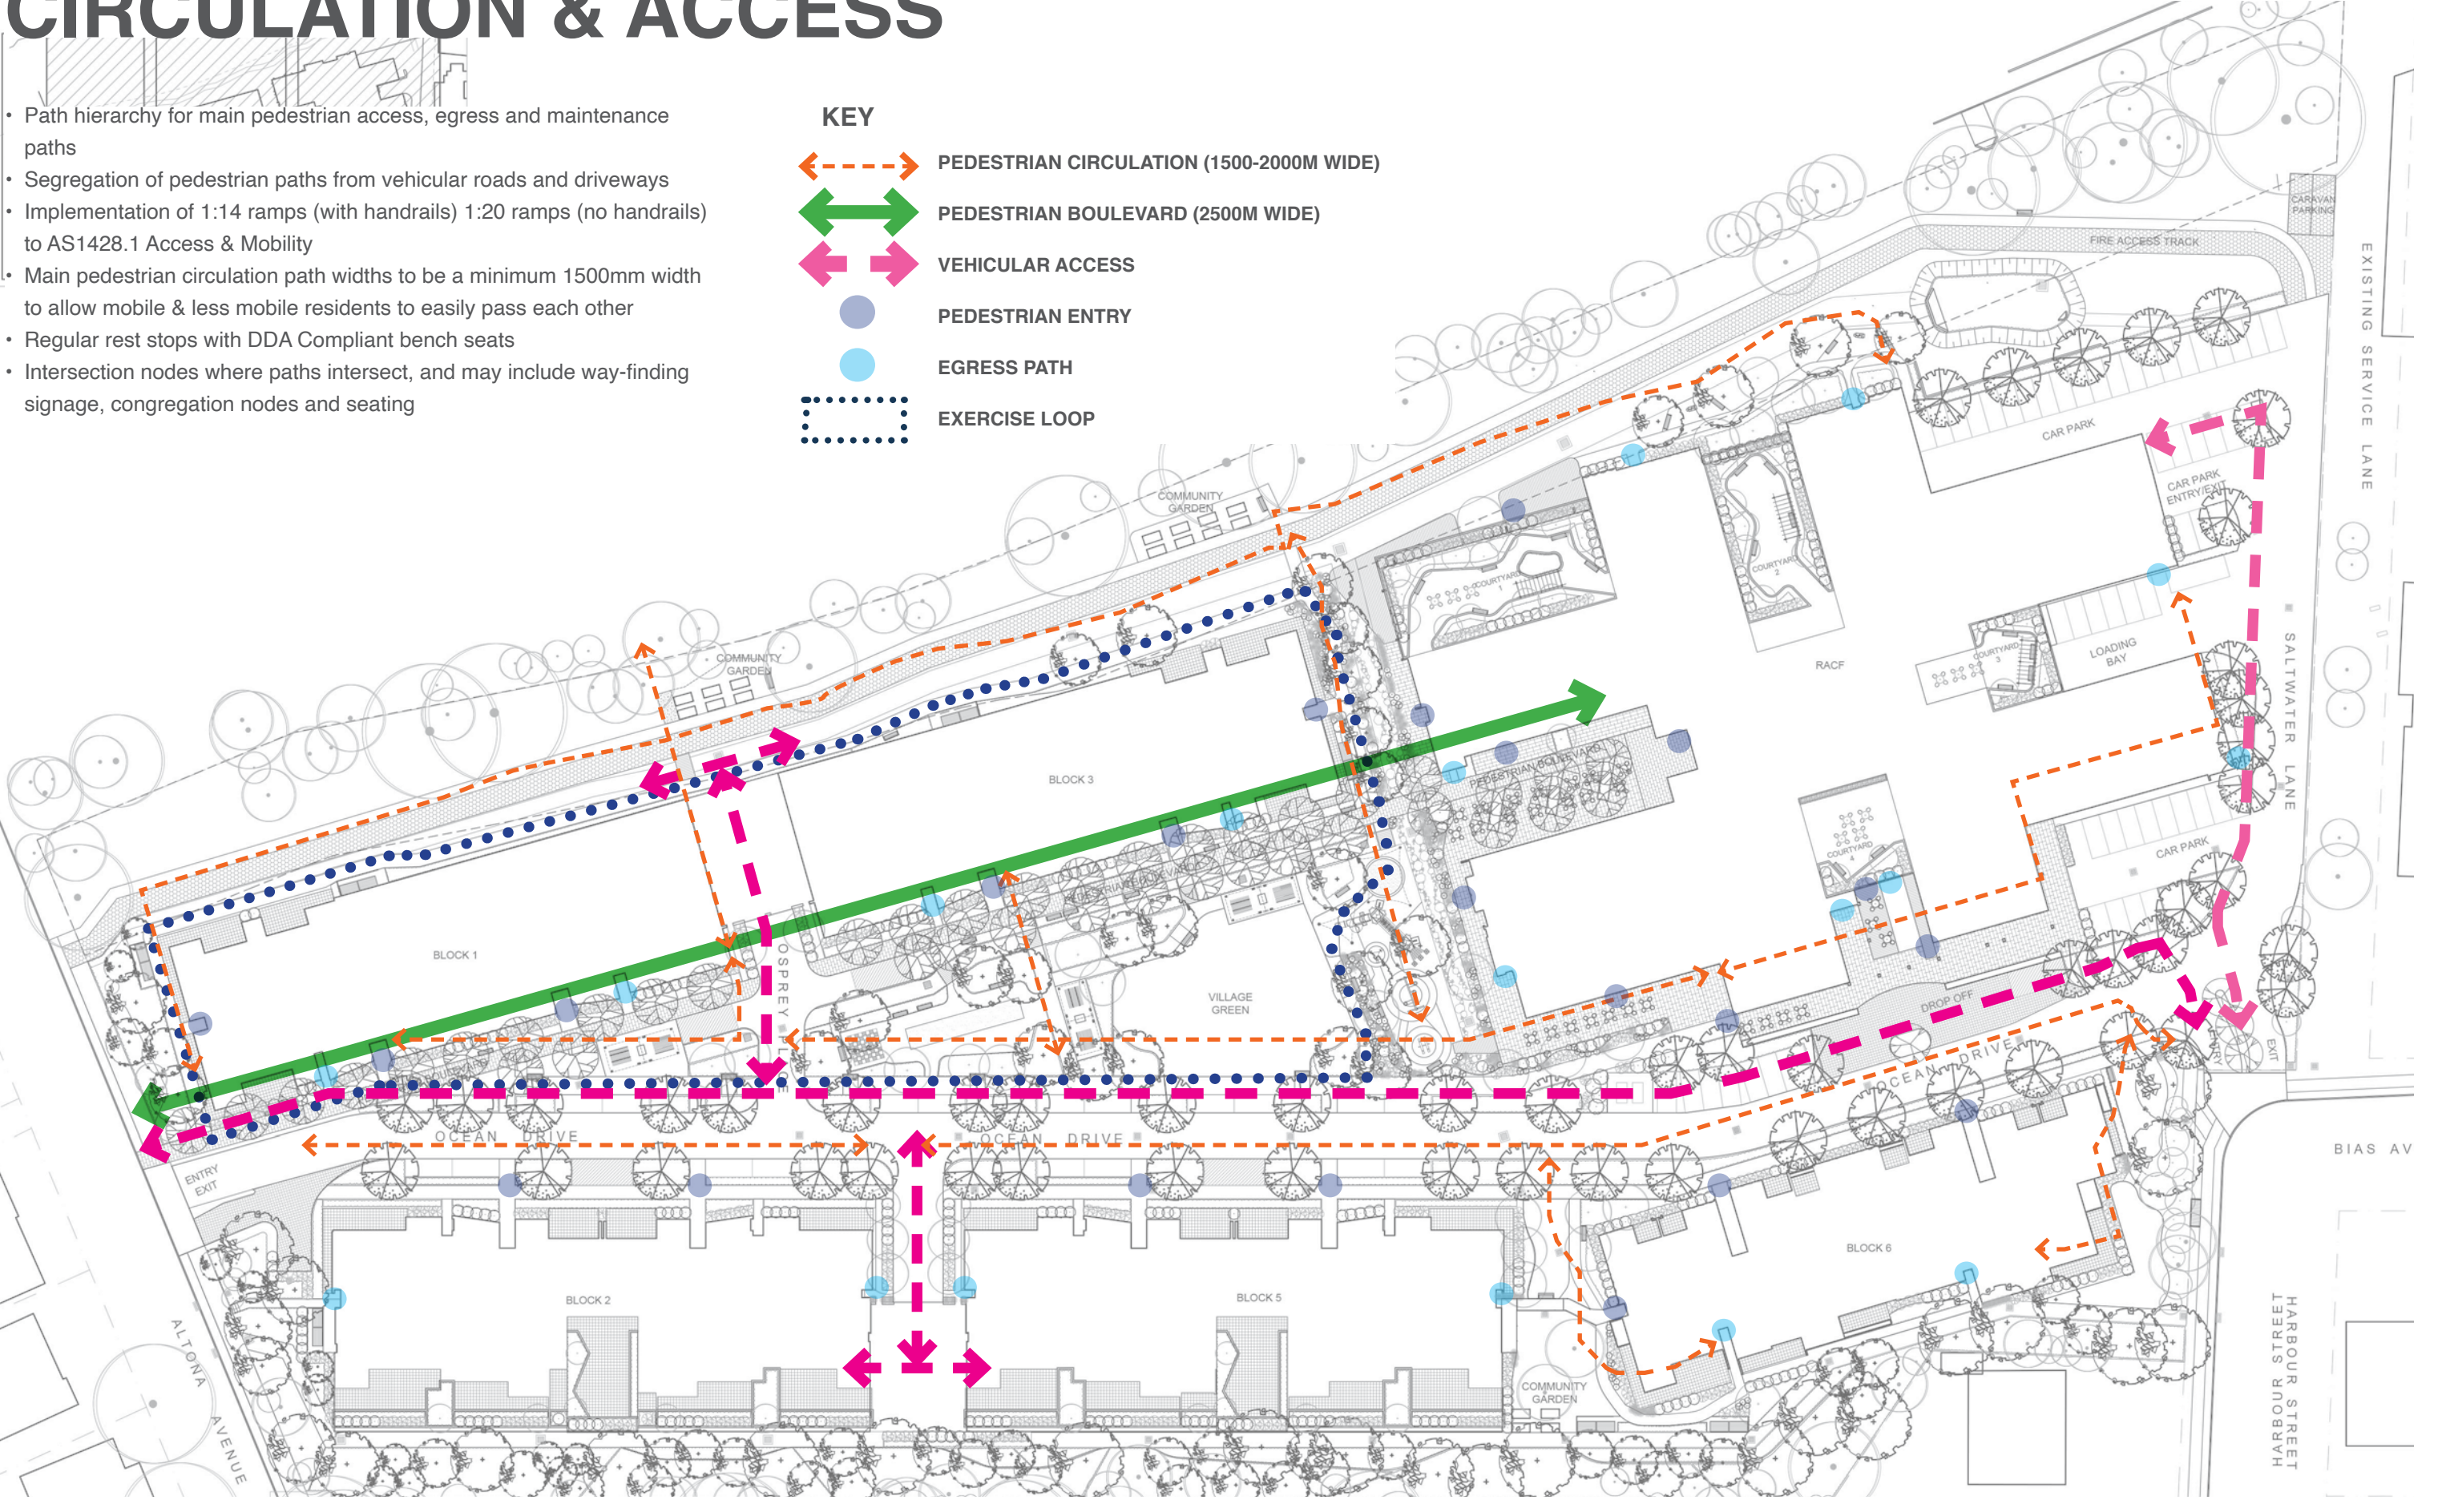 CIRCULATION & ACCESS
• Path hierarchy for main pedestrian access, egress and maintenance
paths
• Segregation of pedestrian paths from vehicular roads and driveways
• Implementation of 1:14 ramps (with handrails) 1:20 ramps (no handrails)
to AS1428.1 Access & Mobility
• Main pedestrian circulation path widths to be a minimum 1500mm width
to allow mobile & less mobile residents to easily pass each other
• Regular rest stops with DDA Compliant bench seats
• Intersection nodes where paths intersect, and may include way-finding
signage, congregation nodes and seating
KEY
PEDESTRIAN CIRCULATION (1500-2000M WIDE)
PEDESTRIAN BOULEVARD (2500M WIDE)
VEHICULAR ACCESS
PEDESTRIAN ENTRY
EGRESS PATH
EXERCISE LOOP
CARAVAN
PARKING
FIRE ACCESS TRACK
EXISTING SERVICE LANE
CAR PARK
CAR PARK
ENTRY/EXIT
COMMUNITY
GARDEN
COURTYARD
1
COURTYARD
2
COURTYARD
3
LOADING
BAY
RACF
SALTWATER LANE
COMMUNITY
GARDEN
BLOCK 3
PEDESTRIAN BOULEVARD
COURTYARD
4
CAR PARK
PEDESTRIAN BOULEVARD
BLOCK 1
OSPREY PLACE
VILLAGE
GREEN
DROP OFF
OCEAN DRIVE
ENTRY
EXIT
OCEAN DRIVE
OCEAN DRIVE
BIAS AV
ENTRY
EXIT
BLOCK 2
BLOCK 5
BLOCK 6
COMMUNITY
GARDEN
ALTONA AVENUE
HARBOUR STREET
HARBOUR STREET